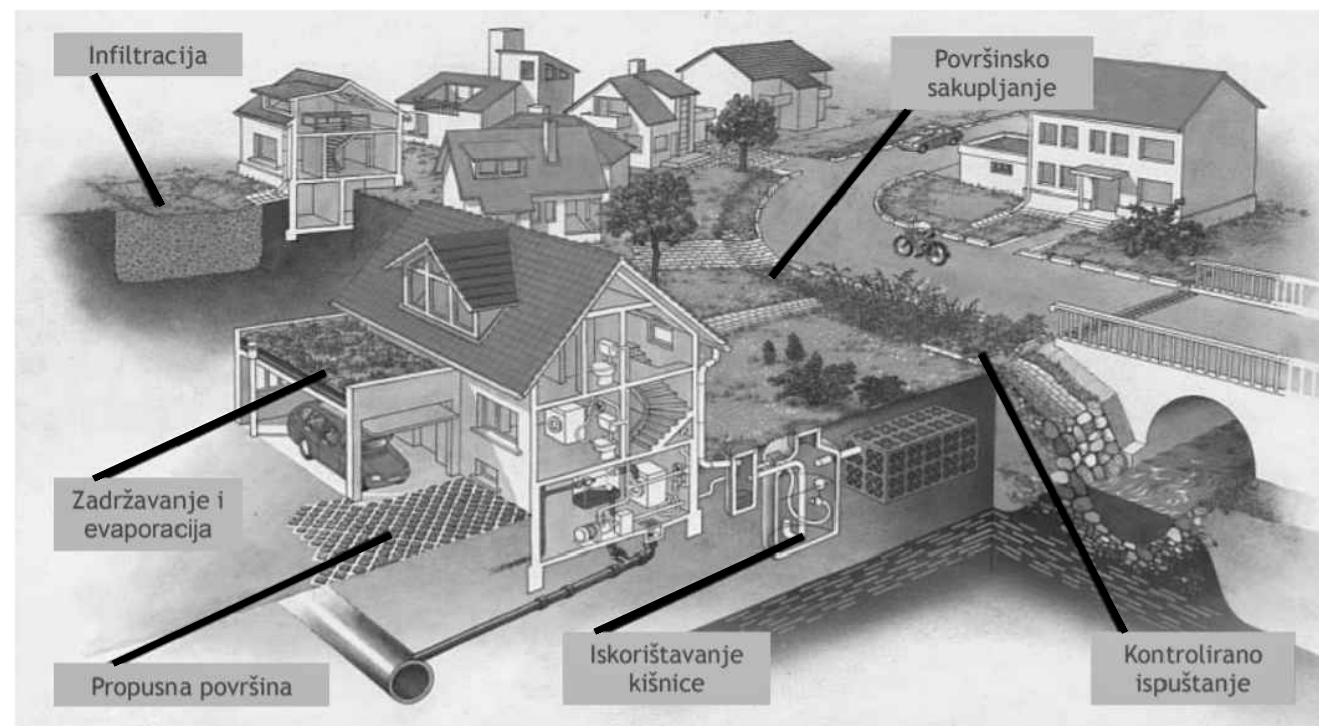 Infiltracija
Površinsko
sakupljanje
Zadržavanje i
evaporacija
Propusna površina
Iskorištavanje
kišnice
Kontrolirano
ispuštanje